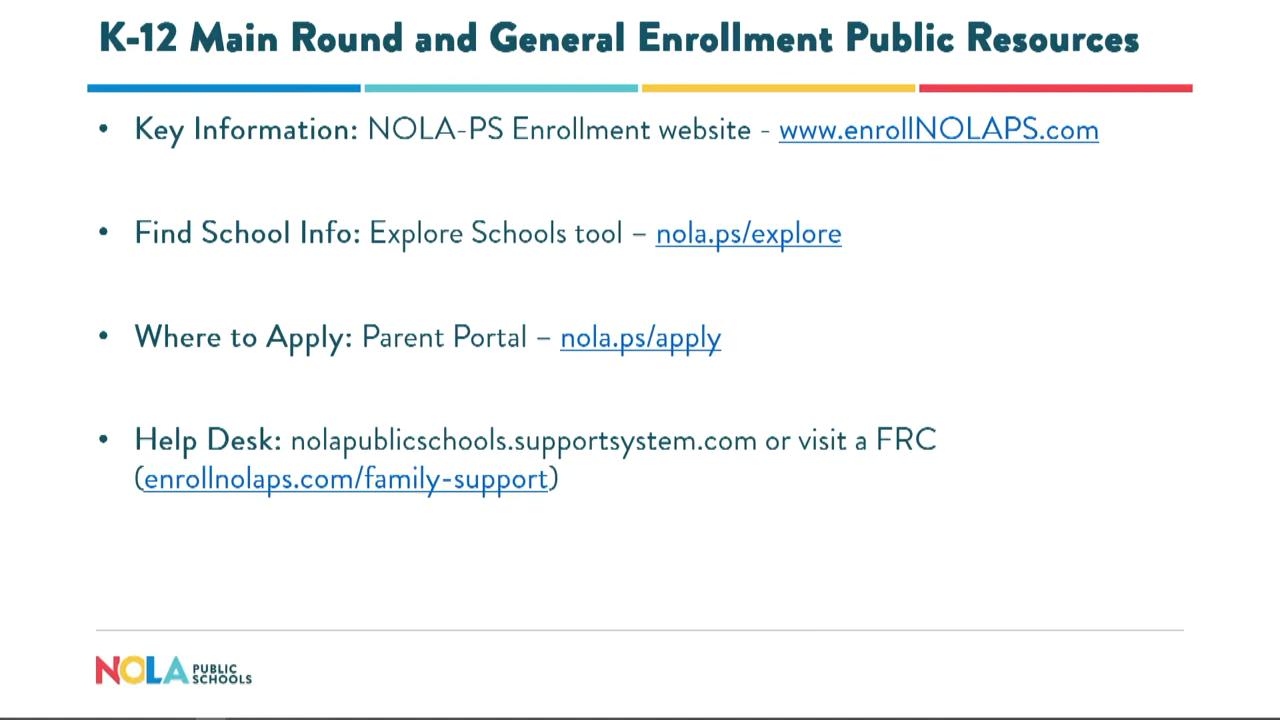 K-12 Main Round and General Enrollment Public Resources
• Key Information: NOLA-PS Enrollment website - www.enrollNOLAPS.com
• Find School Info: Explore Schools tool – nola.ps/explore
• Where to Apply: Parent Portal – nola.ps/apply
• Help Desk: nolapublicschools.supportsystem.com or visit a FRC
(enrollnolaps.com/family-support)
NOLA PUBLIC
SCHOOLS